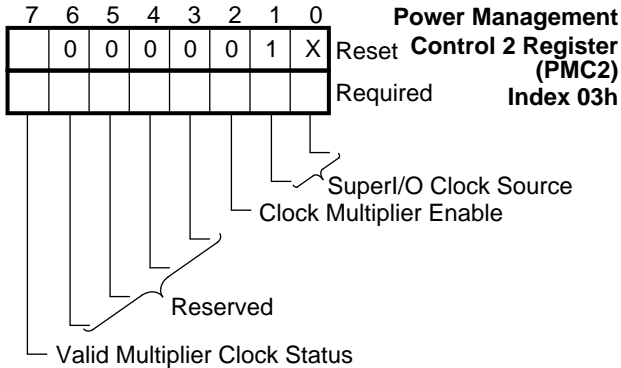 7 6 5 4 3 2 1 0
Power Management
Control 2 Register
(PMC2)
Index 03h
0 0 0 0 0 1 X Reset
Required
SuperI/O Clock Source
Clock Multiplier Enable
Reserved
Valid Multiplier Clock Status